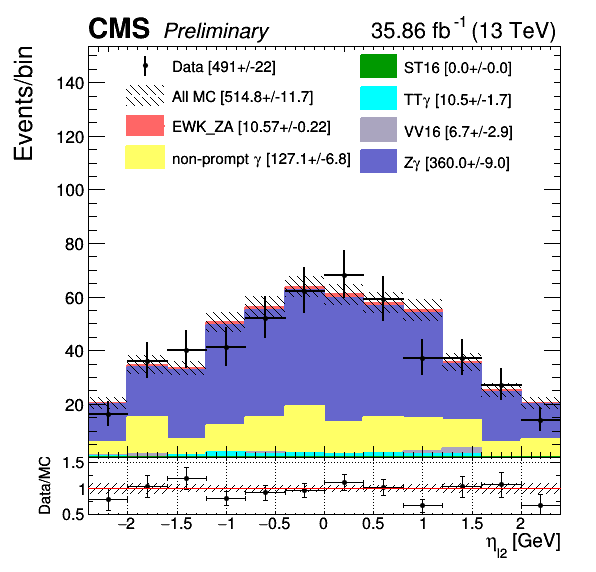 CMS Preliminary 35.86 fb⁻¹ (13 TeV)
Events/bin
Data [491+/-22]
All MC [514.8+/-11.7]
EWK_ZA [10.57+/-0.22]
non-prompt γ [127.1+/-6.8]
ST16 [0.0+/-0.0]
TTγ [10.5+/-1.7]
VV16 [6.7+/-2.9]
Zγ [360.0+/-9.0]
140
120
100
80
60
40
20
Data/MC
1.5
1
0.5
−2 −1.5 −1 −0.5 0 0.5 1 1.5 2
η_l2 [GeV]